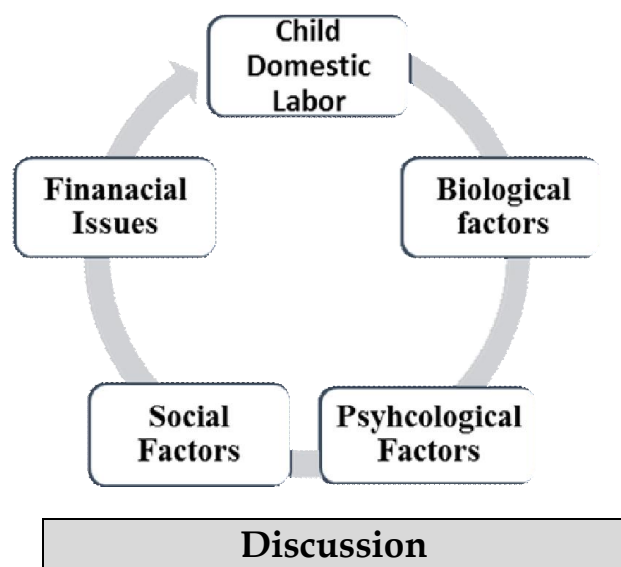 Child
Domestic
Labor
Biological
factors
Psyhcological
Factors
Social
Factors
Finanacial
Issues
Discussion